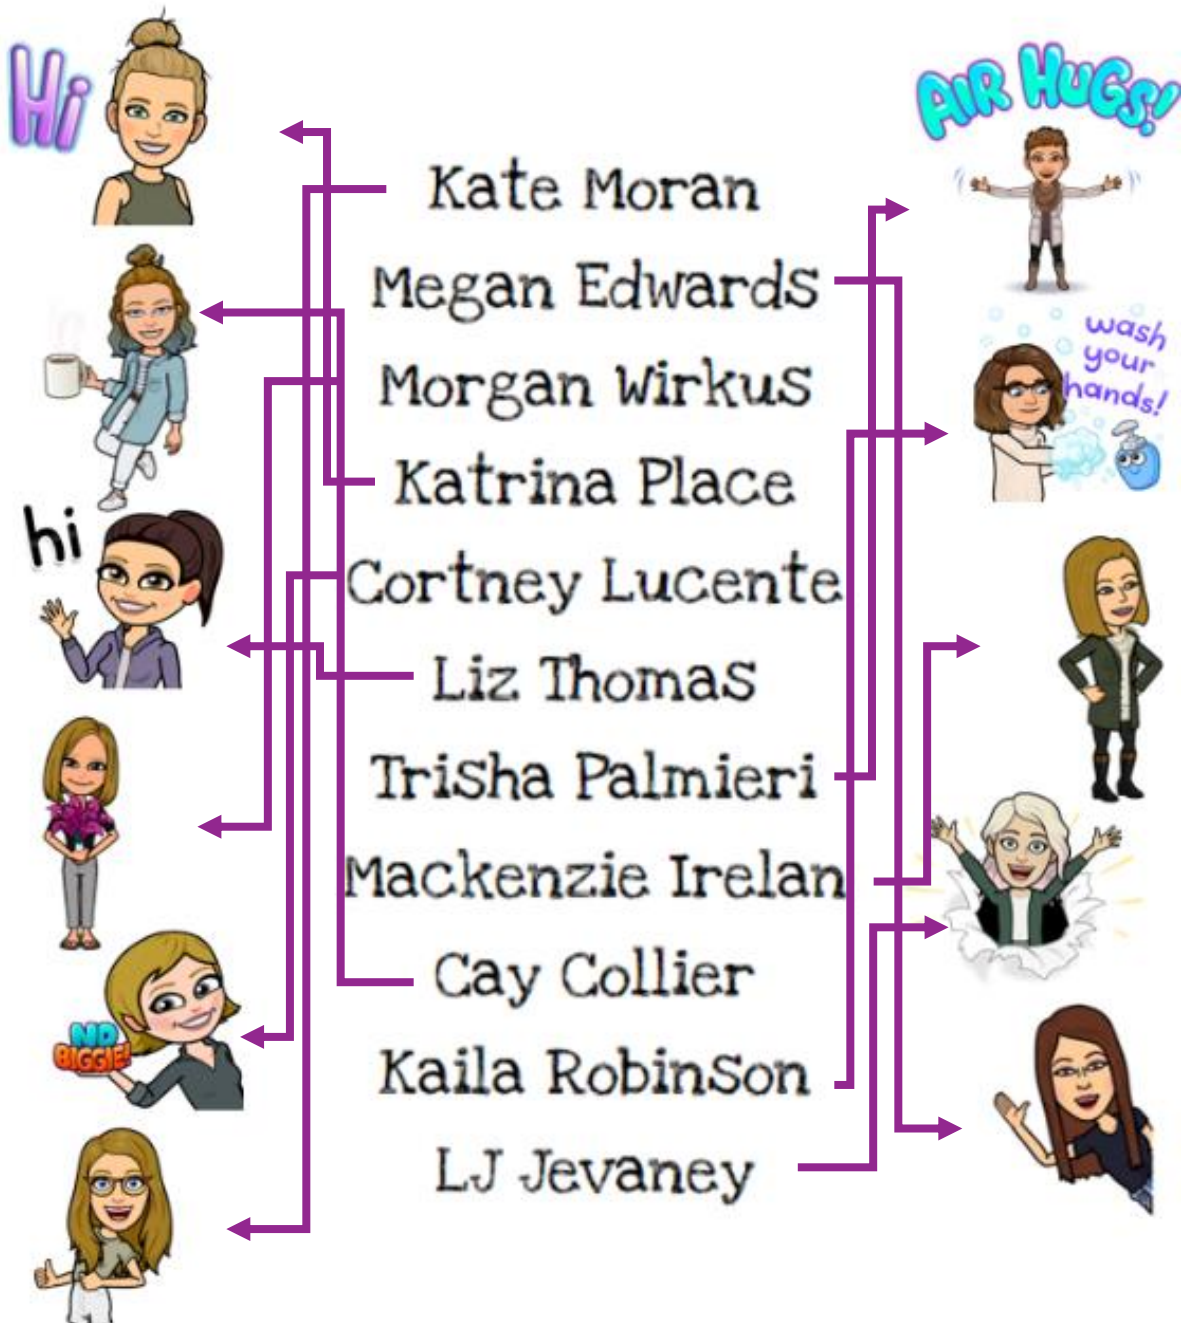 Hi
AIR HUGS!
Kate Moran
Megan Edwards
wash
your
hands!
Morgan Wirkus
Katrina Place
hi
Cortney Lucente
Liz Thomas
Trisha Palmieri
Mackenzie Irelan
Cay Collier
NO
BIGGIE!
Kaila Robinson
LJ Jevaney